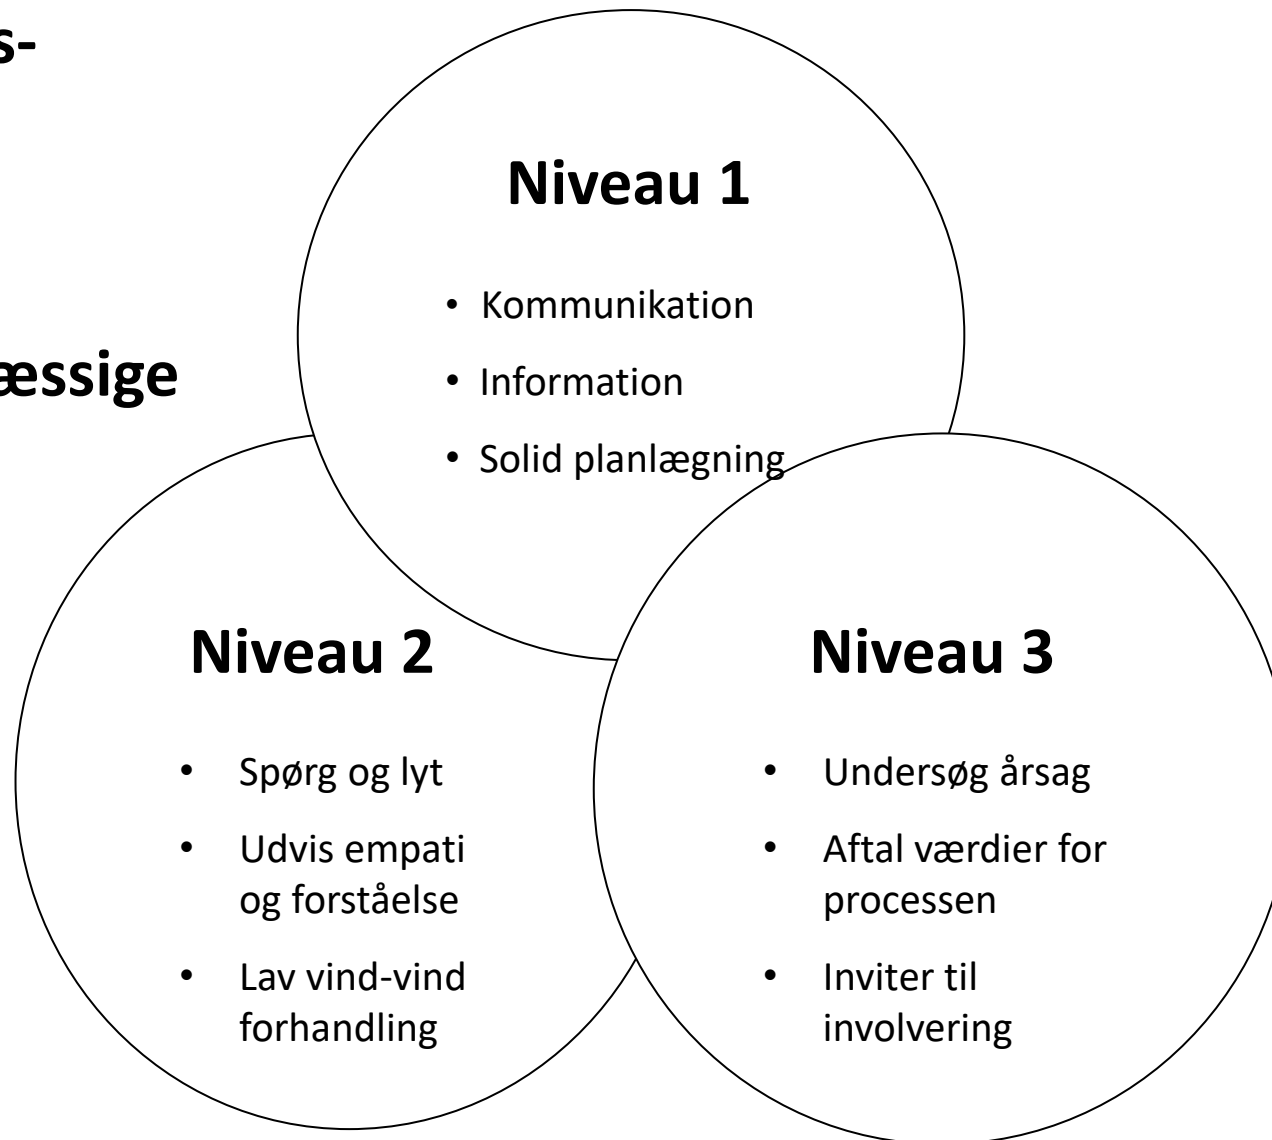 s-
Niveau 1
• Kommunikation
• Information
æssige
• Solid planlægning
Niveau 2
• Spørg og lyt
• Udvis empati
og forståelse
• Lav vind-vind
forhandling
Niveau 3
• Undersøg årsag
• Aftal værdier for
processen
• Inviter til
involvering